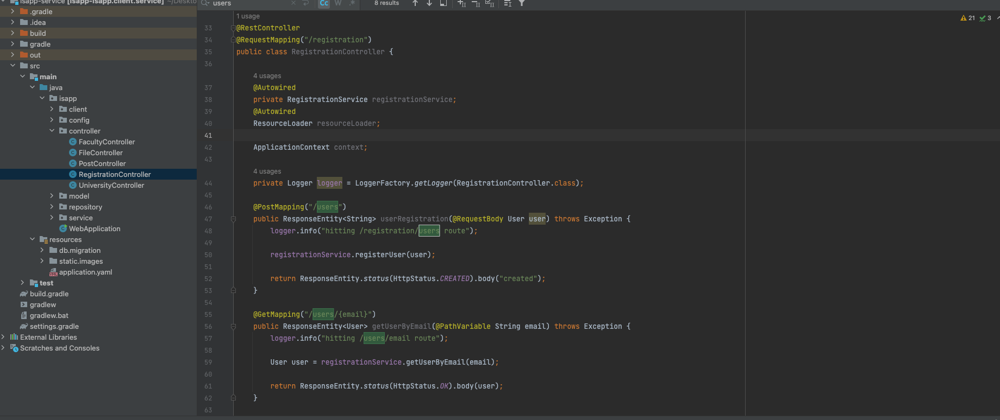 isapp-service [isapp-isapp.client.service] ~/Deskto
.gradle
.idea
build
gradle
out
src
main
java
isapp
client
config
controller
FacultyController
FileController
PostController
RegistrationController
UniversityController
model
repository
service
WebApplication
resources
db.migration
static.images
application.yaml
test
build.gradle
gradlew
gradlew.bat
settings.gradle
External Libraries
Scratches and Consoles
users Cc W .* 8 results
21 3
1 usage
33 @RestController
34 @RequestMapping("/registration")
35 public class RegistrationController {
36
4 usages
37 @Autowired
38 private RegistrationService registrationService;
39 @Autowired
40 ResourceLoader resourceLoader;
41
42 ApplicationContext context;
43
4 usages
44 private Logger logger = LoggerFactory.getLogger(RegistrationController.class);
45
46 @PostMapping("/users")
47 public ResponseEntity<String> userRegistration(@RequestBody User user) throws Exception {
48 logger.info("hitting /registration/users route");
49
50 registrationService.registerUser(user);
51
52 return ResponseEntity.status(HttpStatus.CREATED).body("created");
53 }
54
55 @GetMapping("/users/{email}")
56 public ResponseEntity<User> getUserByEmail(@PathVariable String email) throws Exception {
57 logger.info("hitting /users/email route");
58
59 User user = registrationService.getUserByEmail(email);
60
61 return ResponseEntity.status(HttpStatus.OK).body(user);
62 }
63